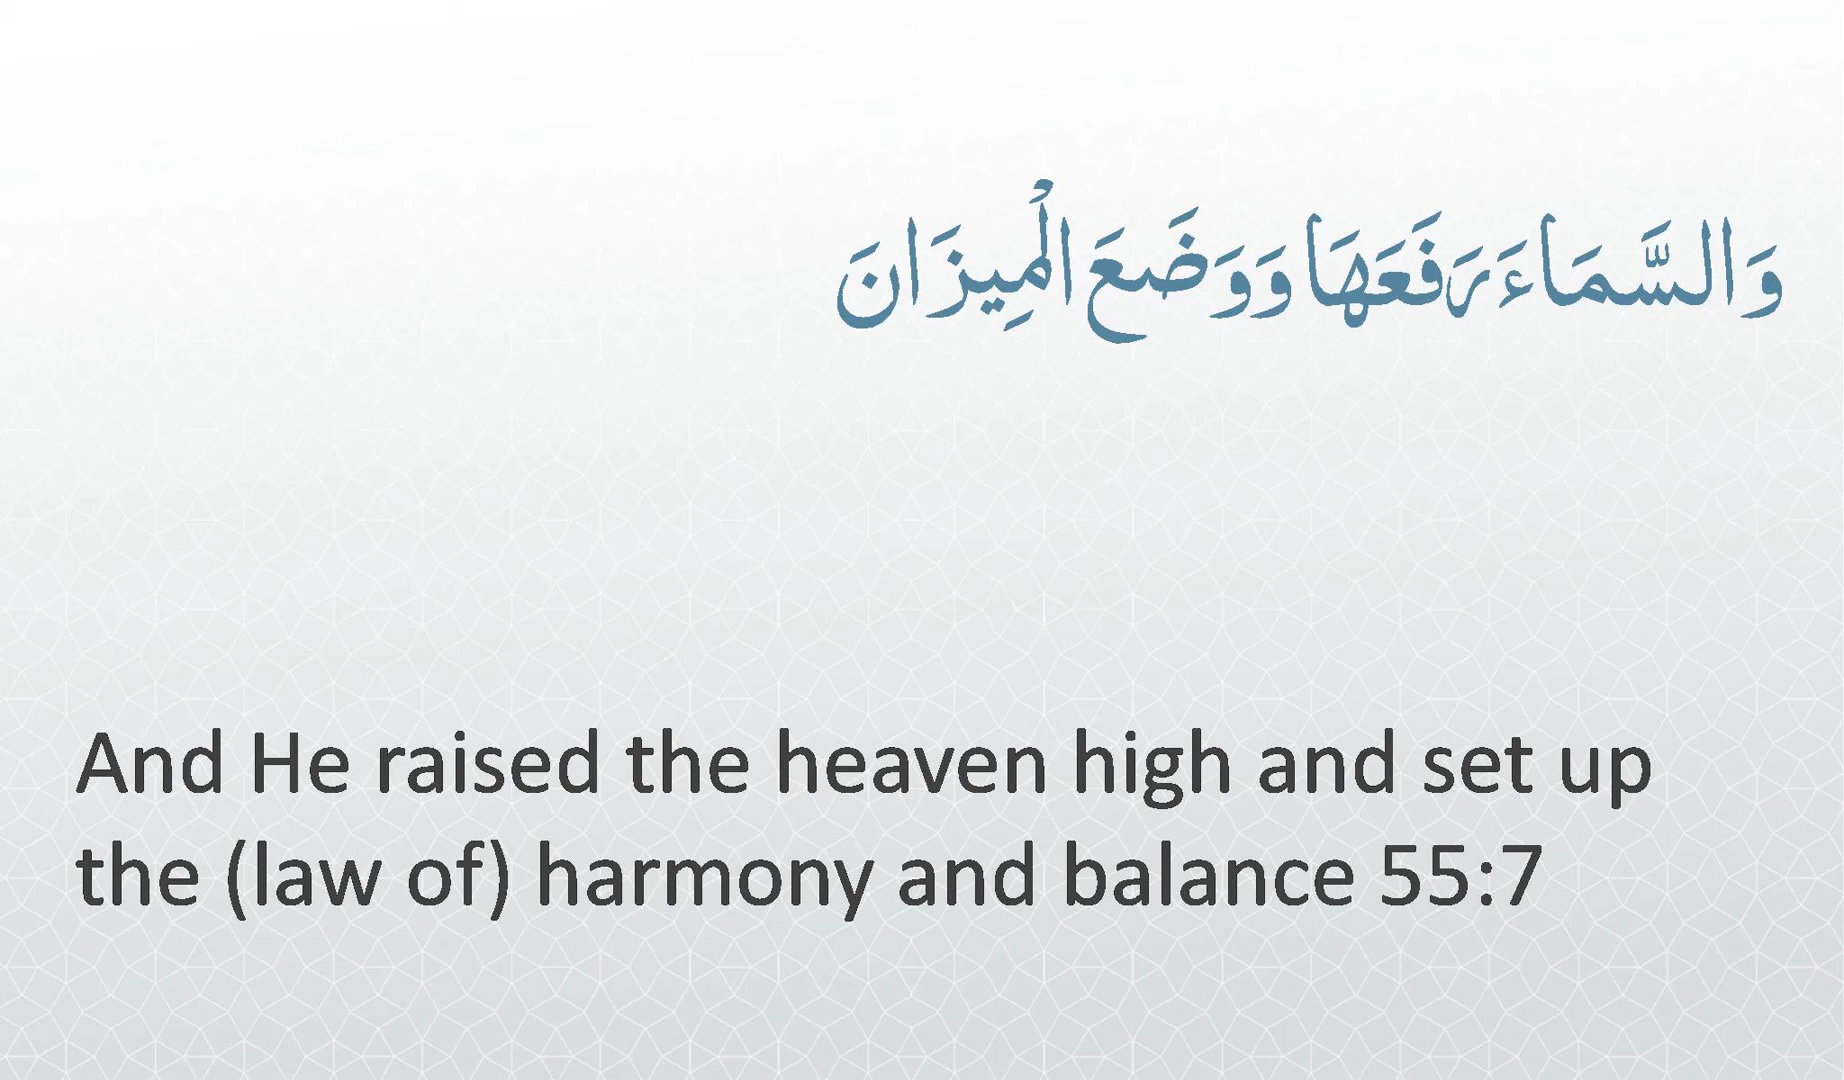 وَالسَّمَاءَ رَفَعَهَا وَوَضَعَ الْمِيزَانَ
And He raised the heaven high and set up
the (law of) harmony and balance 55:7